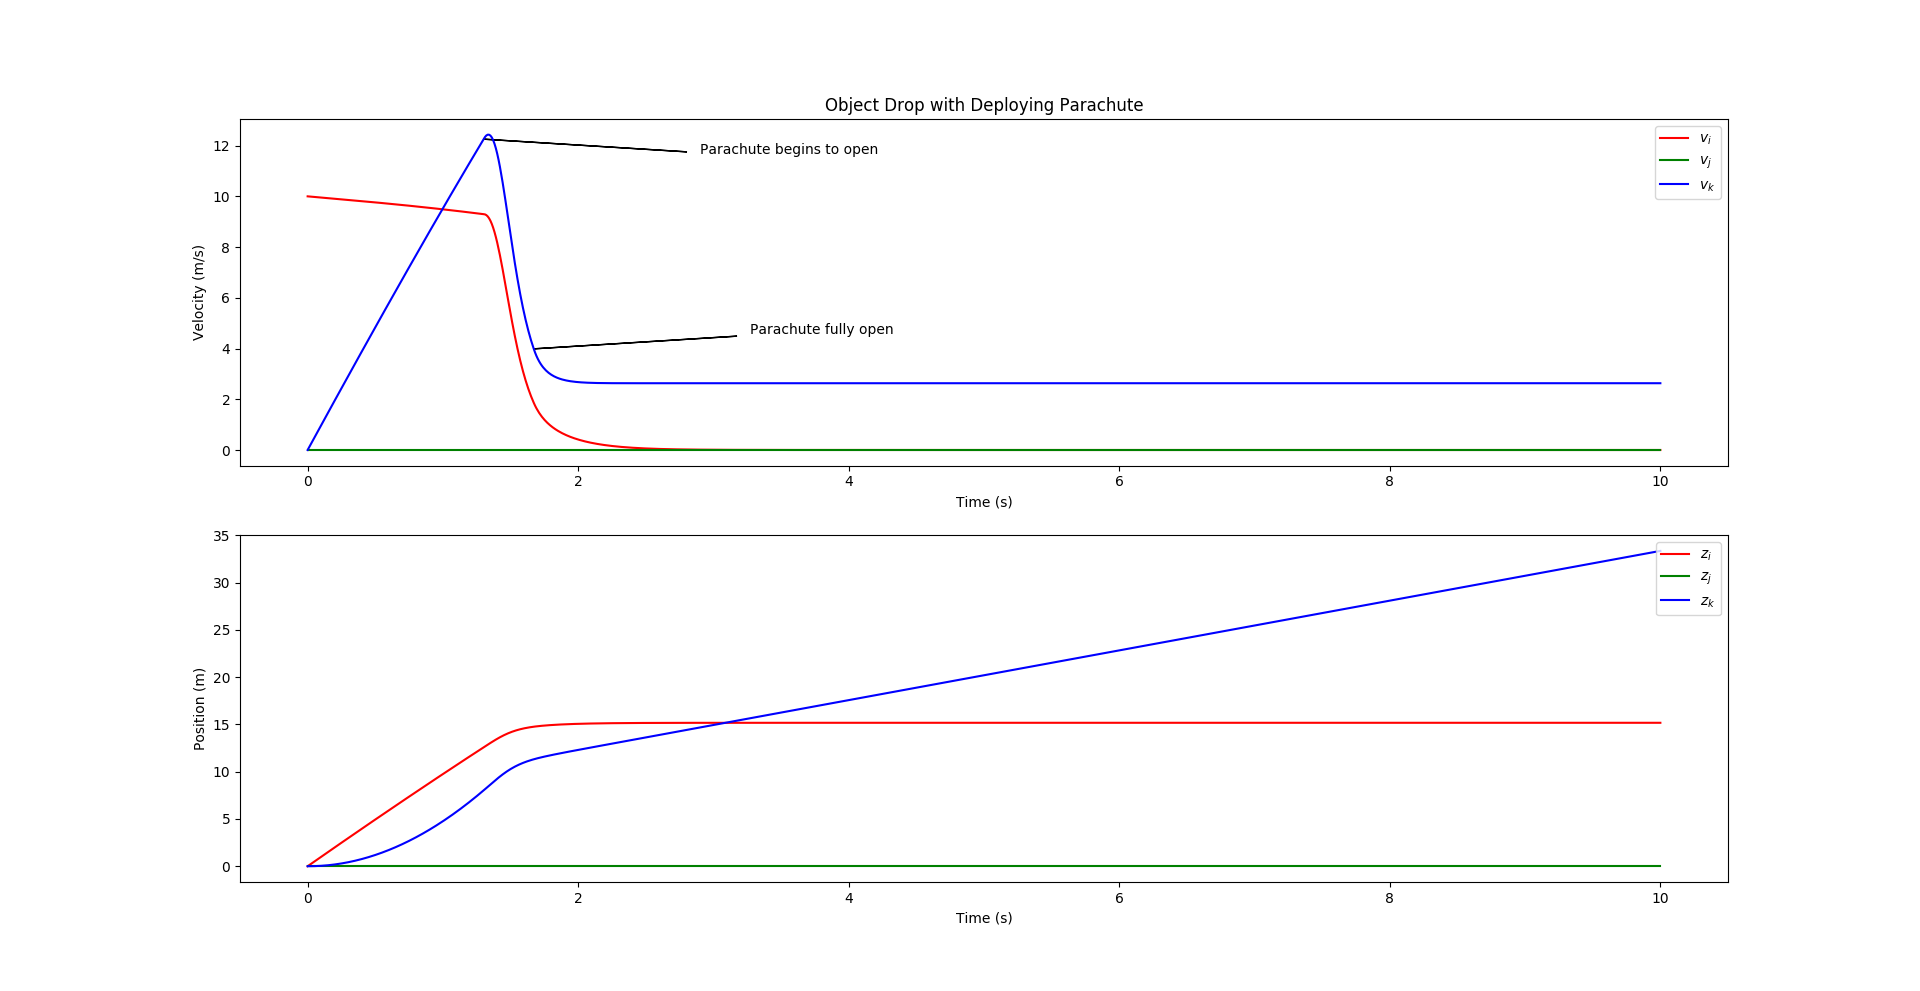 Object Drop with Deploying Parachute
12
10
8
6
4
2
0
Velocity (m/s)
Parachute begins to open
Parachute fully open
v_i
v_j
v_k
0 2 4 6 8 10
Time (s)
35
30
25
20
15
10
5
0
Position (m)
z_i
z_j
z_k
0 2 4 6 8 10
Time (s)